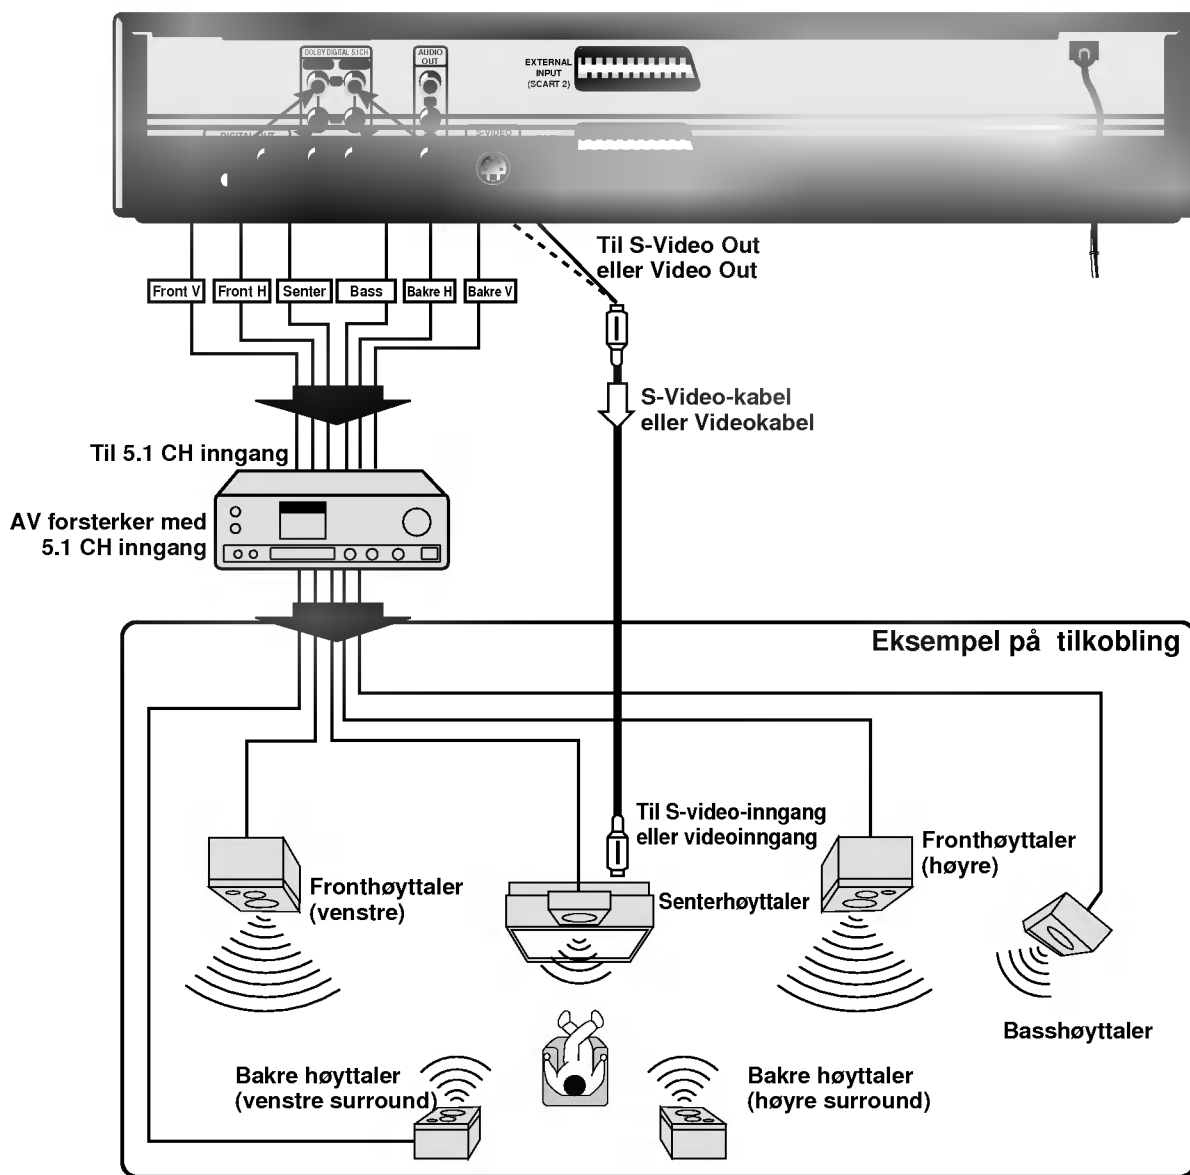 DOLBY DIGITAL 5.1CH
AUDIO
OUT
EXTERNAL
INPUT
(SCART 2)
DIGITAL OUT
S-VIDEO
Til S-Video Out
eller Video Out
Front V
Front H
Senter
Bass
Bakre H
Bakre V
S-Video-kabel
eller Videokabel
Til 5.1 CH inngang
AV forsterker med
5.1 CH inngang
Eksempel på tilkobling
Til S-video-inngang
eller videoinngang
Fronthøyttaler
(høyre)
Fronthøyttaler
(venstre)
Senterhøyttaler
Basshøyttaler
Bakre høyttaler
(venstre surround)
Bakre høyttaler
(høyre surround)